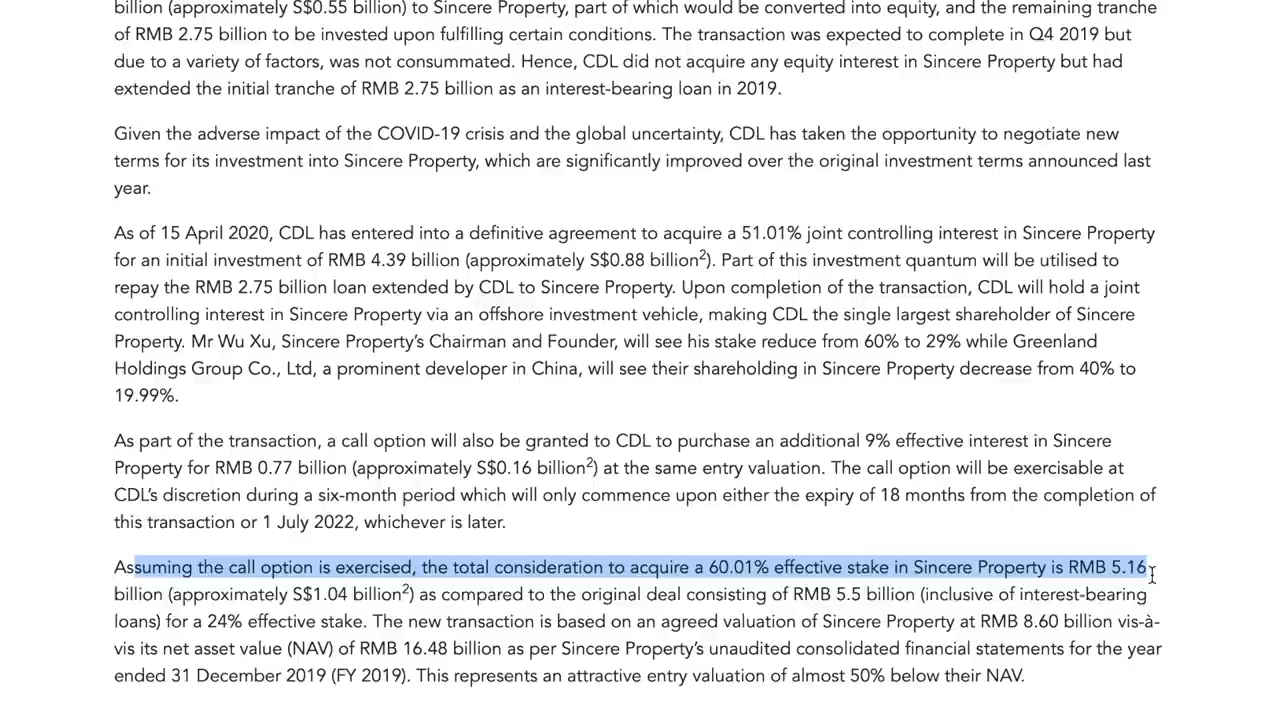 billion (approximately S$0.55 billion) to Sincere Property, part of which would be converted into equity, and the remaining tranche
of RMB 2.75 billion to be invested upon fulfilling certain conditions. The transaction was expected to complete in Q4 2019 but
due to a variety of factors, was not consummated. Hence, CDL did not acquire any equity interest in Sincere Property but had
extended the initial tranche of RMB 2.75 billion as an interest-bearing loan in 2019.
Given the adverse impact of the COVID-19 crisis and the global uncertainty, CDL has taken the opportunity to negotiate new
terms for its investment into Sincere Property, which are significantly improved over the original investment terms announced last
year.
As of 15 April 2020, CDL has entered into a definitive agreement to acquire a 51.01% joint controlling interest in Sincere Property
for an initial investment of RMB 4.39 billion (approximately S$0.88 billion²). Part of this investment quantum will be utilised to
repay the RMB 2.75 billion loan extended by CDL to Sincere Property. Upon completion of the transaction, CDL will hold a joint
controlling interest in Sincere Property via an offshore investment vehicle, making CDL the single largest shareholder of Sincere
Property. Mr Wu Xu, Sincere Property’s Chairman and Founder, will see his stake reduce from 60% to 29% while Greenland
Holdings Group Co., Ltd, a prominent developer in China, will see their shareholding in Sincere Property decrease from 40% to
19.99%.
As part of the transaction, a call option will also be granted to CDL to purchase an additional 9% effective interest in Sincere
Property for RMB 0.77 billion (approximately S$0.16 billion²) at the same entry valuation. The call option will be exercisable at
CDL’s discretion during a six-month period which will only commence upon either the expiry of 18 months from the completion of
this transaction or 1 July 2022, whichever is later.
Assuming the call option is exercised, the total consideration to acquire a 60.01% effective stake in Sincere Property is RMB 5.16
billion (approximately S$1.04 billion²) as compared to the original deal consisting of RMB 5.5 billion (inclusive of interest-bearing
loans) for a 24% effective stake. The new transaction is based on an agreed valuation of Sincere Property at RMB 8.60 billion vis-à-
vis its net asset value (NAV) of RMB 16.48 billion as per Sincere Property’s unaudited consolidated financial statements for the year
ended 31 December 2019 (FY 2019). This represents an attractive entry valuation of almost 50% below their NAV.